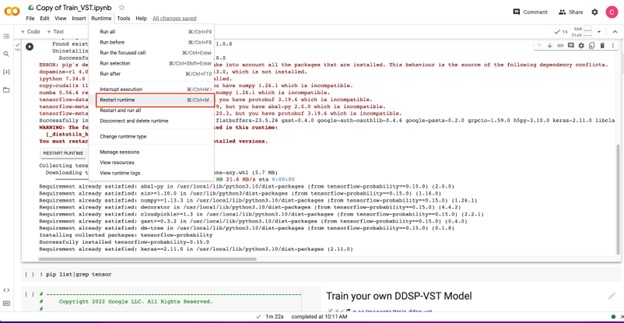 CO Copy of Train_VST.ipynb
Comment Share C
File Edit View Insert Runtime Tools Help All changes saved
+ Code + Text
RAM
Disk
Run all ⌘/Ctrl+F9
Run before ⌘/Ctrl+F8
Run the focused cell ⌘/Ctrl+Enter
Run selection ⌘/Ctrl+Shift+Enter
Run after ⌘/Ctrl+F10
Interrupt execution ⌘/Ctrl+M I
Restart runtime ⌘/Ctrl+M .
Restart and run all
Disconnect and delete runtime
Change runtime type
Manage sessions
View resources
View runtime logs
Found existi 1.0.0
Uninstalling
Success
ERROR: pip's de ake into account all the packages that are installed. This behaviour is the source of the following dependency conflicts.
dopamine-rl 4.0 3.0, which is not installed.
ipython 7.34.0
cupy-cuda11x 11 you have numpy 1.26.1 which is incompatible.
numba 0.56.4 re numpy 1.26.1 which is incompatible.
tensorflow-data you have protobuf 3.19.6 which is incompatible.
tensorflow-meta 9, but you have absl-py 2.0.0 which is incompatible.
tensorflow-meta 20.3, but you have protobuf 3.19.6 which is incompatible.
Successfully in flatbuffers-23.5.26 gast-0.4.0 google-auth-oauthlib-0.4.6 google-pasta-0.2.0 grpcio-1.59.0 h5py-3.10.0 keras-2.11.0 libcla
WARNING: The fo d in this runtime:
[_distutils_h
You must restar talled versions.
RESTART RUNTIME
Collecting tens
Downloading t one-any.whl (5.7 MB)
MB 21.6 MB/s eta 0:00:00
Requirement already satisfied: absl-py in /usr/local/lib/python3.10/dist-packages (from tensorflow-probability==0.15.0) (2.0.0)
Requirement already satisfied: six>=1.10.0 in /usr/local/lib/python3.10/dist-packages (from tensorflow-probability==0.15.0) (1.16.0)
Requirement already satisfied: numpy>=1.13.3 in /usr/local/lib/python3.10/dist-packages (from tensorflow-probability==0.15.0) (1.26.1)
Requirement already satisfied: decorator in /usr/local/lib/python3.10/dist-packages (from tensorflow-probability==0.15.0) (4.4.2)
Requirement already satisfied: cloudpickle>=1.3 in /usr/local/lib/python3.10/dist-packages (from tensorflow-probability==0.15.0) (2.2.1)
Requirement already satisfied: gast>=0.3.2 in /usr/local/lib/python3.10/dist-packages (from tensorflow-probability==0.15.0) (0.4.0)
Requirement already satisfied: dm-tree in /usr/local/lib/python3.10/dist-packages (from tensorflow-probability==0.15.0) (0.1.8)
Installing collected packages: tensorflow-probability
Successfully installed tensorflow-probability-0.15.0
Requirement already satisfied: keras==2.11.0 in /usr/local/lib/python3.10/dist-packages (2.11.0)
[ ] ! pip list|grep tensor
[ ] #
# Copyright 2022 Google LLC. All Rights Reserved.
#
Train your own DDSP-VST Model
1m 22s completed at 10:11 AM